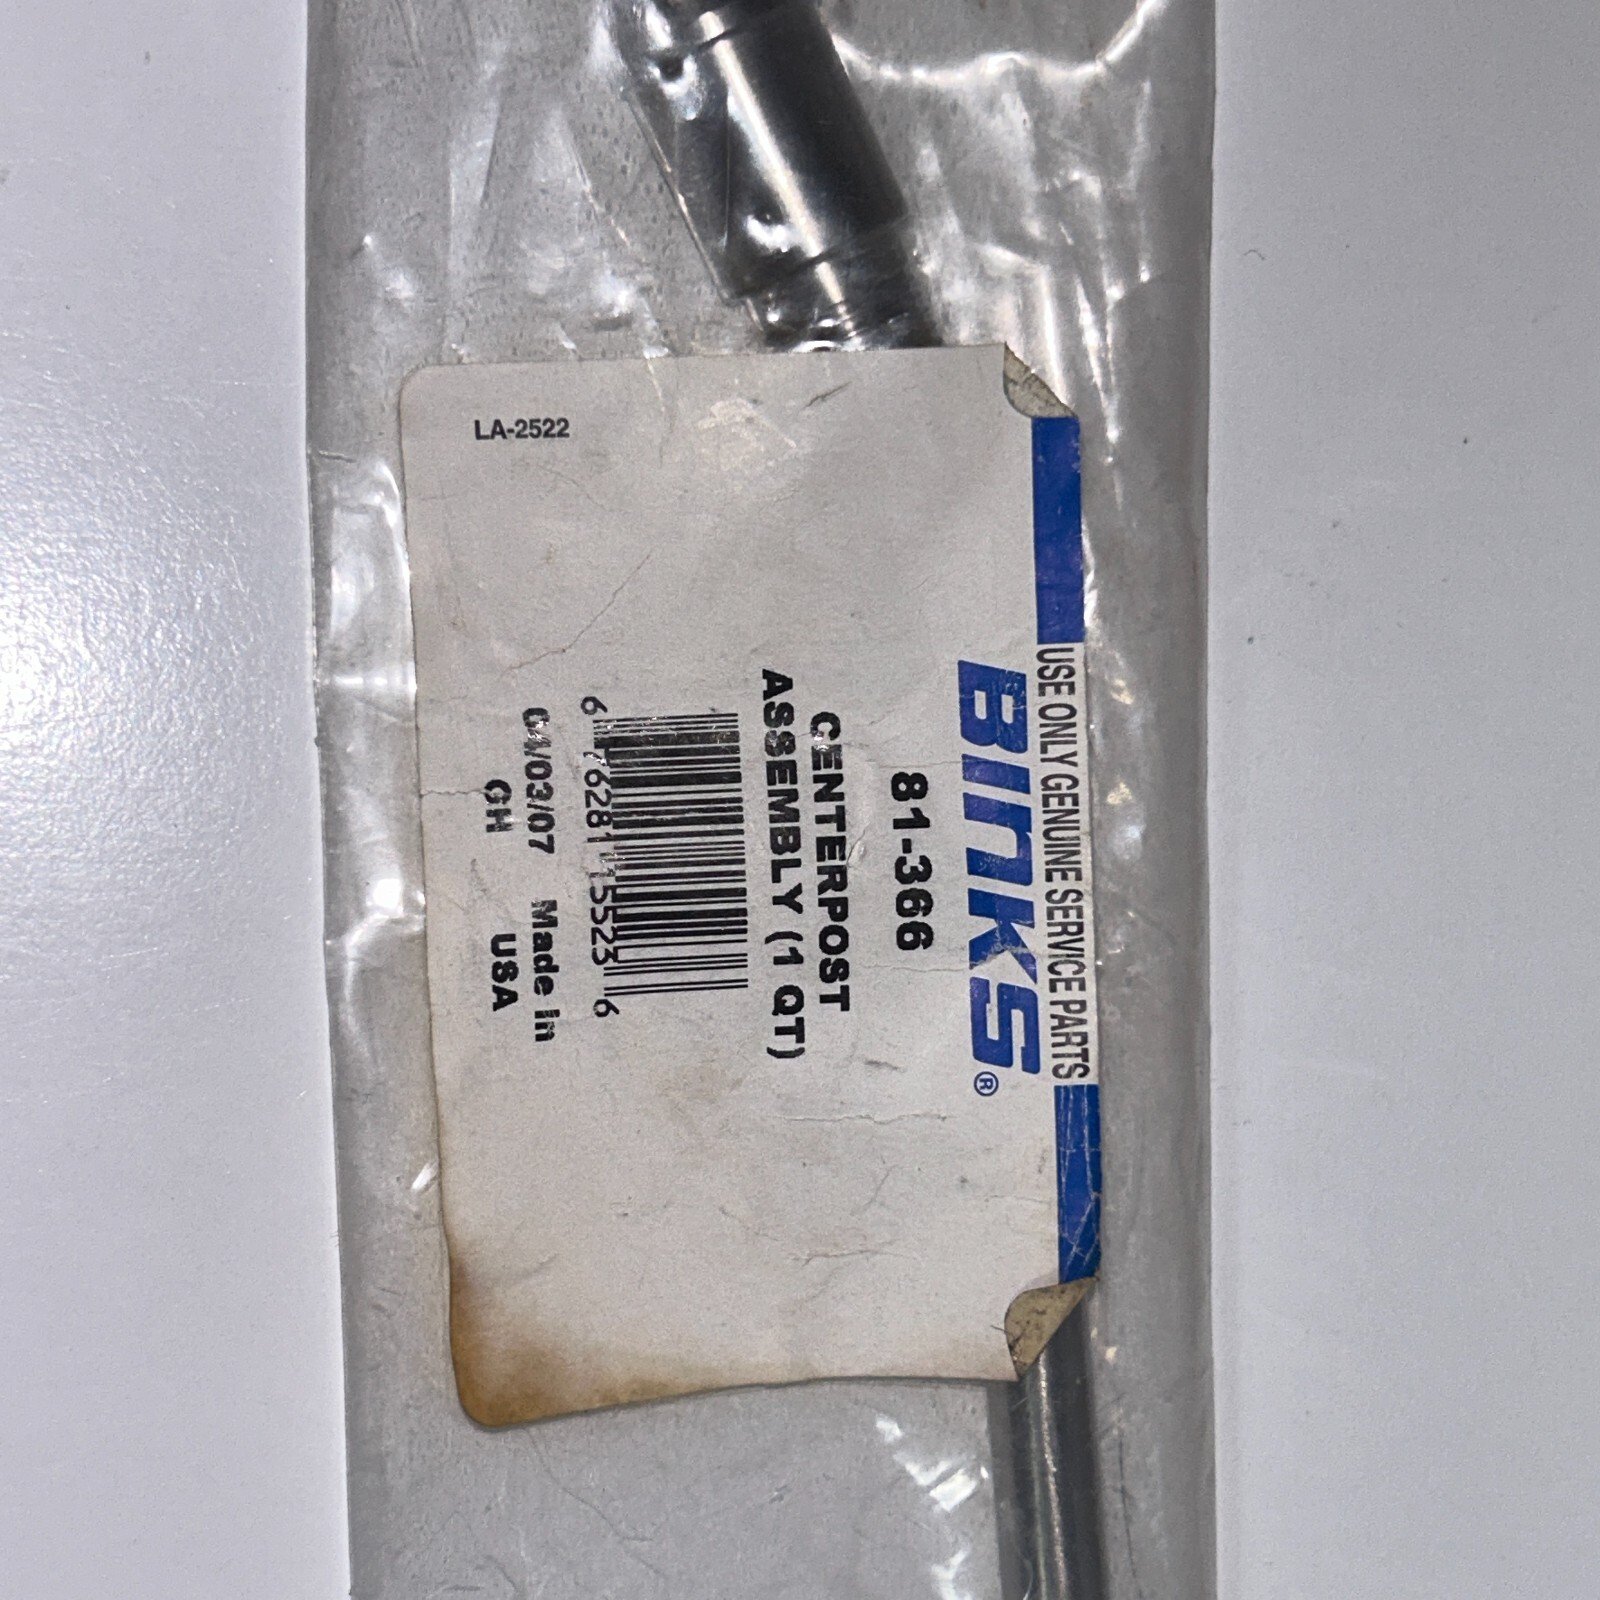 USE ONLY GENUINE SERVICE PARTS
BINKS®
81-366
CENTERPOST
ASSEMBLY (1 QT)
6 76281 15523 6
04/03/07 Made in
GH USA
LA-2522